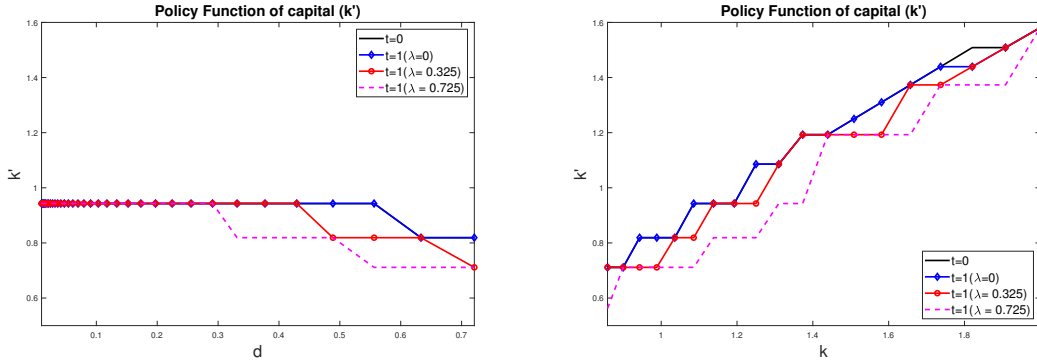 Policy Function of capital (k')
k'
1.6
1.4
1.2
1
0.8
0.6
t=0
t=1(λ=0)
t=1(λ= 0.325)
t=1(λ = 0.725)
0.1 0.2 0.3 0.4 0.5 0.6 0.7
d
Policy Function of capital (k')
k'
1.6
1.4
1.2
1
0.8
0.6
t=0
t=1(λ=0)
t=1(λ= 0.325)
t=1(λ = 0.725)
1 1.2 1.4 1.6 1.8
k